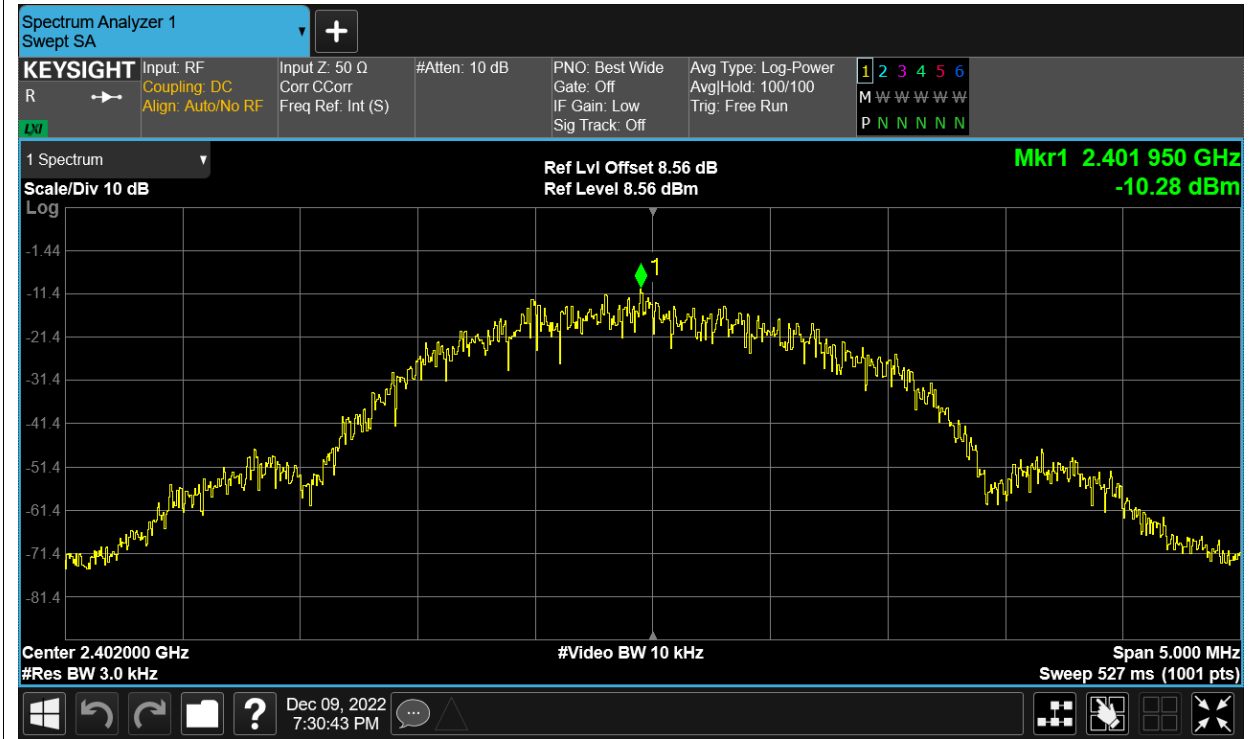 Spectrum Analyzer 1
Swept SA
KEYSIGHT
R
LXI
Input: RF
Coupling: DC
Align: Auto/No RF
Input Z: 50 Ω
Corr CCorr
Freq Ref: Int (S)
#Atten: 10 dB
PNO: Best Wide
Gate: Off
IF Gain: Low
Sig Track: Off
Avg Type: Log-Power
Avg|Hold: 100/100
Trig: Free Run
1 2 3 4 5 6
M W W W W W
P N N N N N
1 Spectrum
Scale/Div 10 dB
Log
Ref Lvl Offset 8.56 dB
Ref Level 8.56 dBm
Mkr1 2.401 950 GHz
-10.28 dBm
1
-1.44
-11.4
-21.4
-31.4
-41.4
-51.4
-61.4
-71.4
-81.4
Center 2.402000 GHz
#Res BW 3.0 kHz
#Video BW 10 kHz
Span 5.000 MHz
Sweep 527 ms (1001 pts)
?
Dec 09, 2022
7:30:43 PM